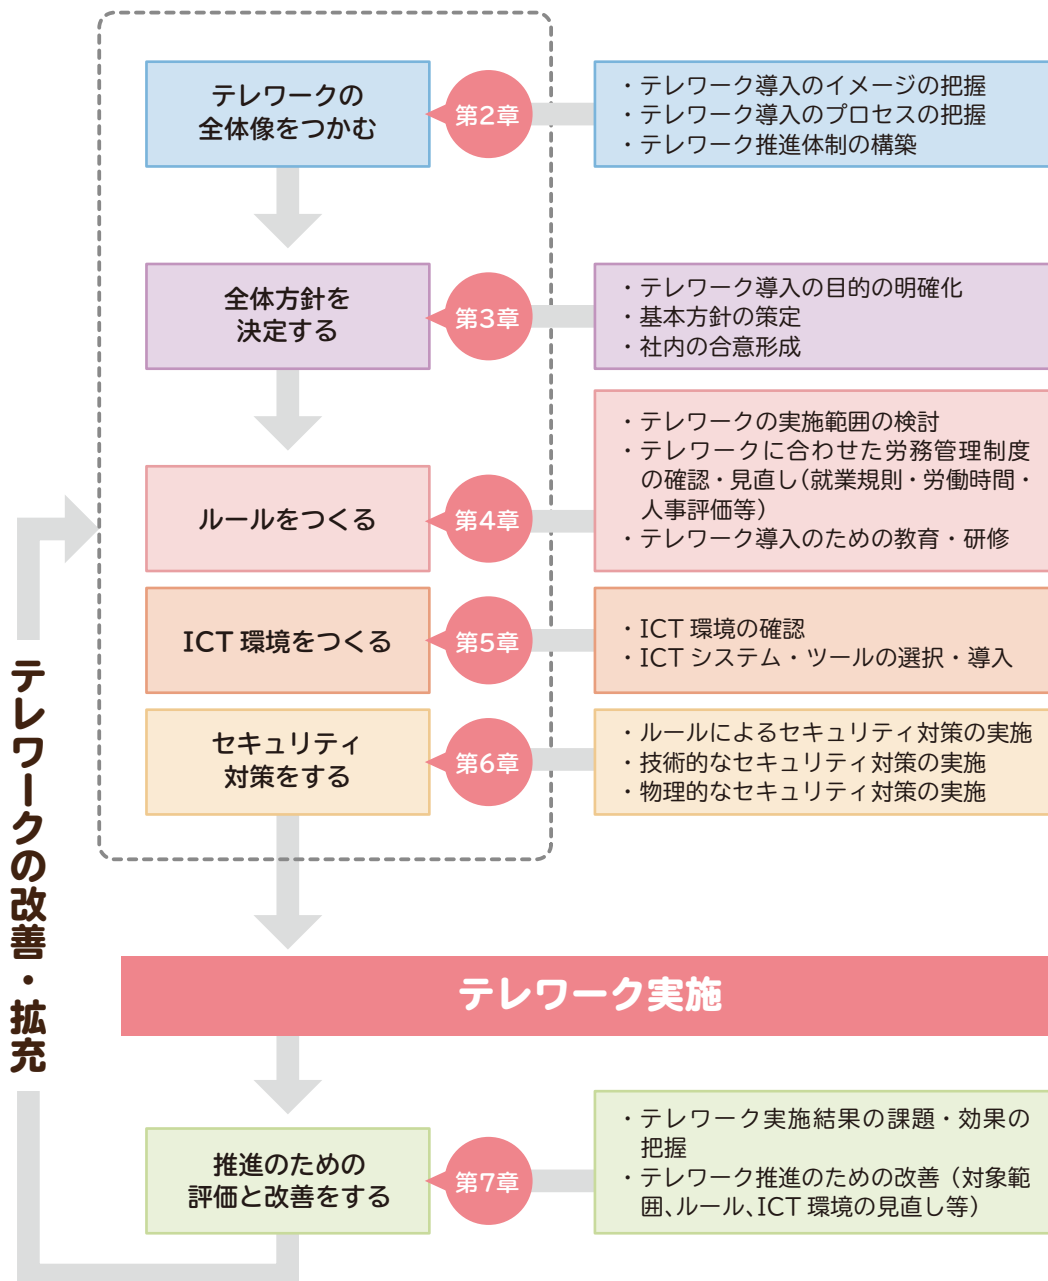 テレワークの
全体像をつかむ
第2章
・テレワーク導入のイメージの把握
・テレワーク導入のプロセスの把握
・テレワーク推進体制の構築
全体方針を
決定する
第3章
・テレワーク導入の目的の明確化
・基本方針の策定
・社内の合意形成
ルールをつくる
第4章
・テレワークの実施範囲の検討
・テレワークに合わせた労務管理制度
の確認・見直し(就業規則・労働時間・
人事評価等)
・テレワーク導入のための教育・研修
ICT 環境をつくる
第5章
・ICT 環境の確認
・ICT システム・ツールの選択・導入
セキュリティ
対策をする
第6章
・ルールによるセキュリティ対策の実施
・技術的なセキュリティ対策の実施
・物理的なセキュリティ対策の実施
テレワーク実施
推進のための
評価と改善をする
第7章
・テレワーク実施結果の課題・効果の
把握
・テレワーク推進のための改善（対象範
囲、ルール、ICT 環境の見直し等）
テレワークの改善・拡充